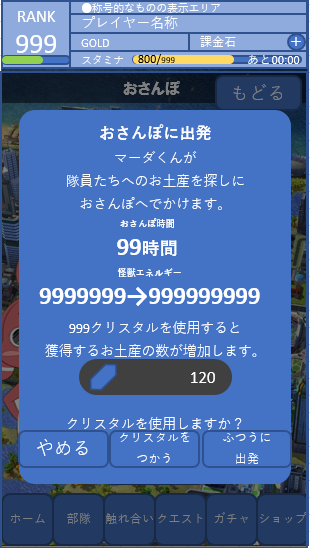 RANK
999
●称号的なものの表示エリア
プレイヤー名称
GOLD
課金石
+
スタミナ
800/999
あと00:00
おさんぽ
もどる
おさんぽに出発
マーダくんが
隊員たちへのお土産を探しに
おさんぽへでかけます。
おさんぽ時間
99時間
怪獣エネルギー
9999999→999999999
999クリスタルを使用すると
獲得するお土産の数が増加します。
120
クリスタルを使用しますか？
やめる
クリスタルを
つかう
ふつうに
出発
ホーム
部隊
触れ合い
クエスト
ガチャ
ショップ